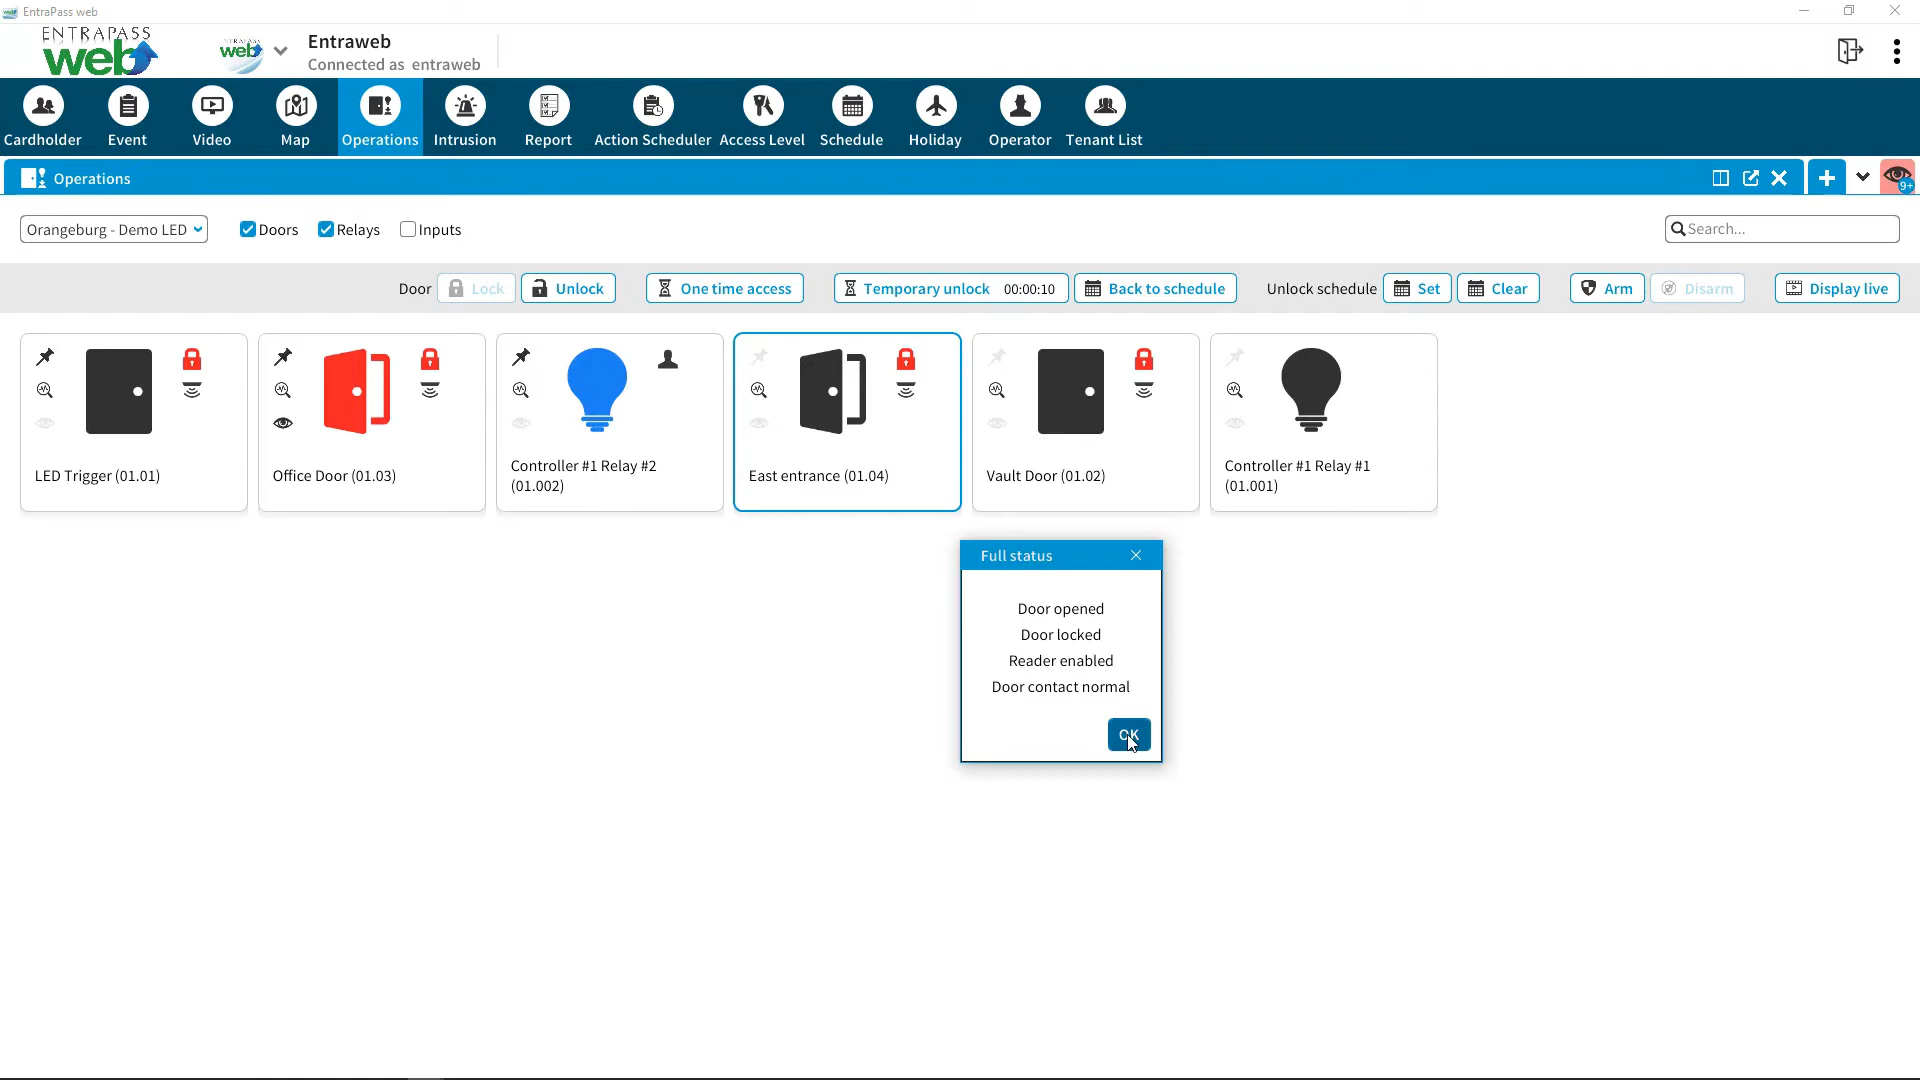 EntraPass web
ENTRAPASS
web
web
Entraweb
Connected as entraweb
Cardholder
Event
Video
Map
Operations
Intrusion
Report
Action Scheduler
Access Level
Schedule
Holiday
Operator
Tenant List
Operations
9+
Orangeburg - Demo LED
Doors
Relays
Inputs
Search...
Door
Lock
Unlock
One time access
Temporary unlock 00:00:10
Back to schedule
Unlock schedule
Set
Clear
Arm
Disarm
Display live
LED Trigger (01.01)
Office Door (01.03)
Controller #1 Relay #2
(01.002)
East entrance (01.04)
Vault Door (01.02)
Controller #1 Relay #1
(01.001)
Full status
Door opened
Door locked
Reader enabled
Door contact normal
OK